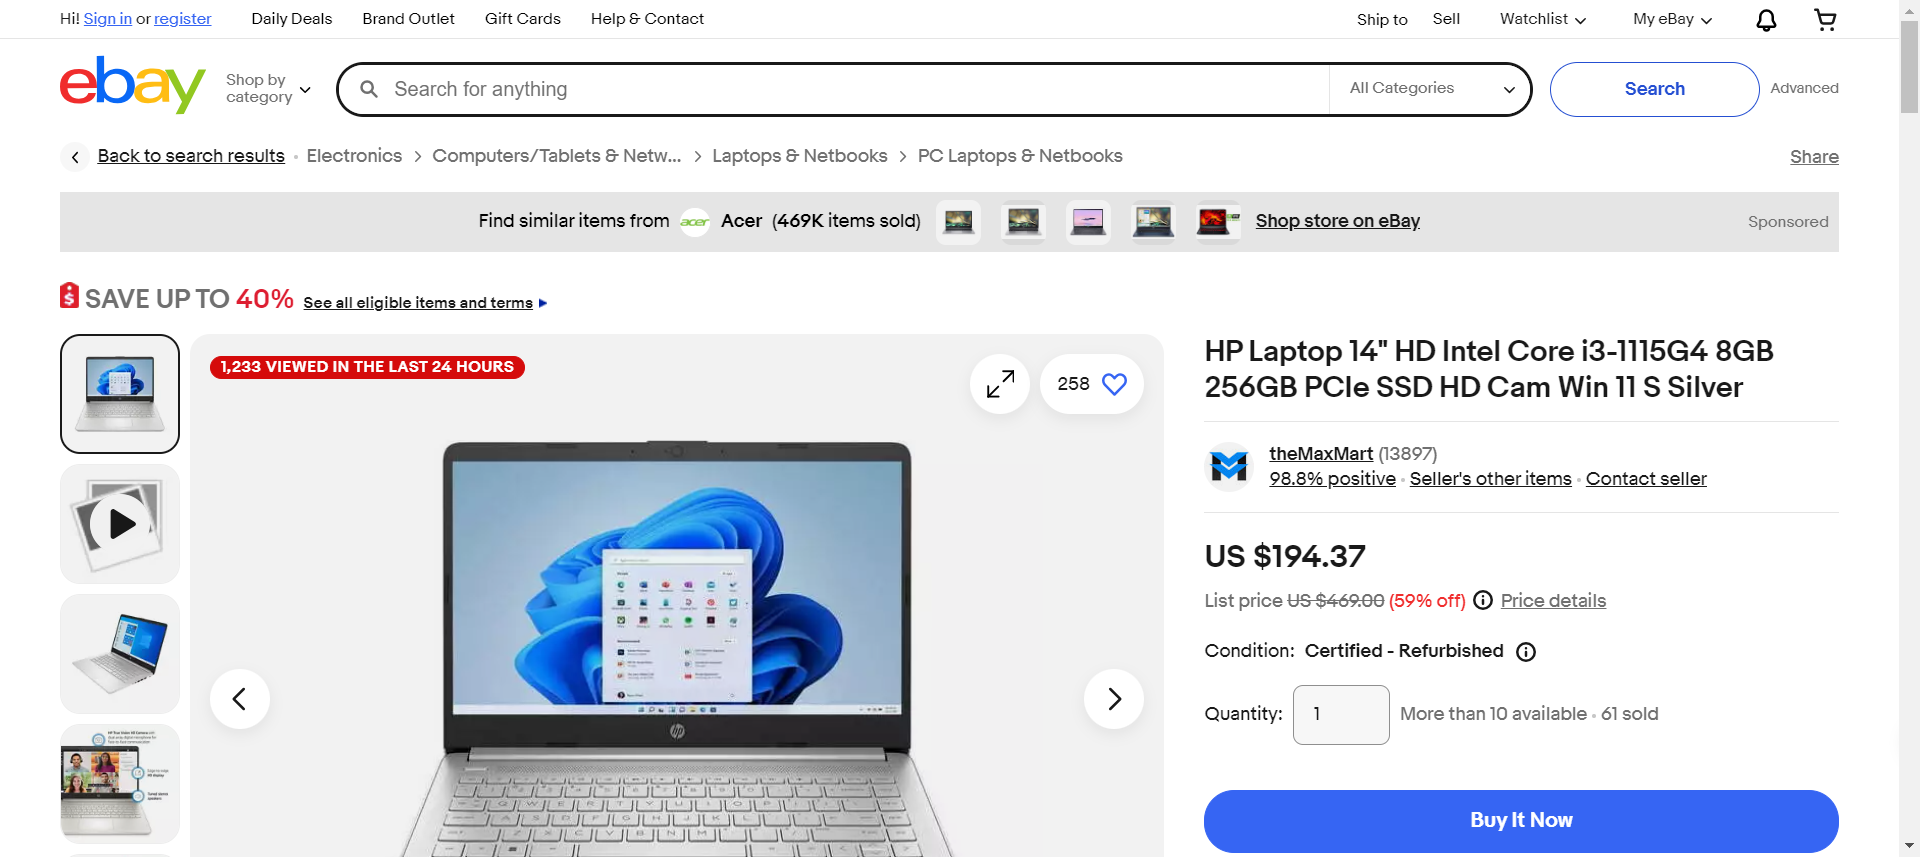 Hi! Sign in or register Daily Deals Brand Outlet Gift Cards Help & Contact Ship to Sell Watchlist My eBay
ebay Shop by category Search for anything All Categories Search Advanced
Back to search results Electronics Computers/Tablets & Netw... Laptops & Netbooks PC Laptops & Netbooks Share
Find similar items from acer Acer (469K items sold) Shop store on eBay Sponsored
SAVE UP TO 40% See all eligible items and terms
1,233 VIEWED IN THE LAST 24 HOURS
258
HP Laptop 14" HD Intel Core i3-1115G4 8GB
256GB PCIe SSD HD Cam Win 11 S Silver
theMaxMart (13897)
98.8% positive Seller's other items Contact seller
US $194.37
List price US $469.00 (59% off) Price details
Condition: Certified - Refurbished
Quantity: 1 More than 10 available 61 sold
Buy It Now
hp